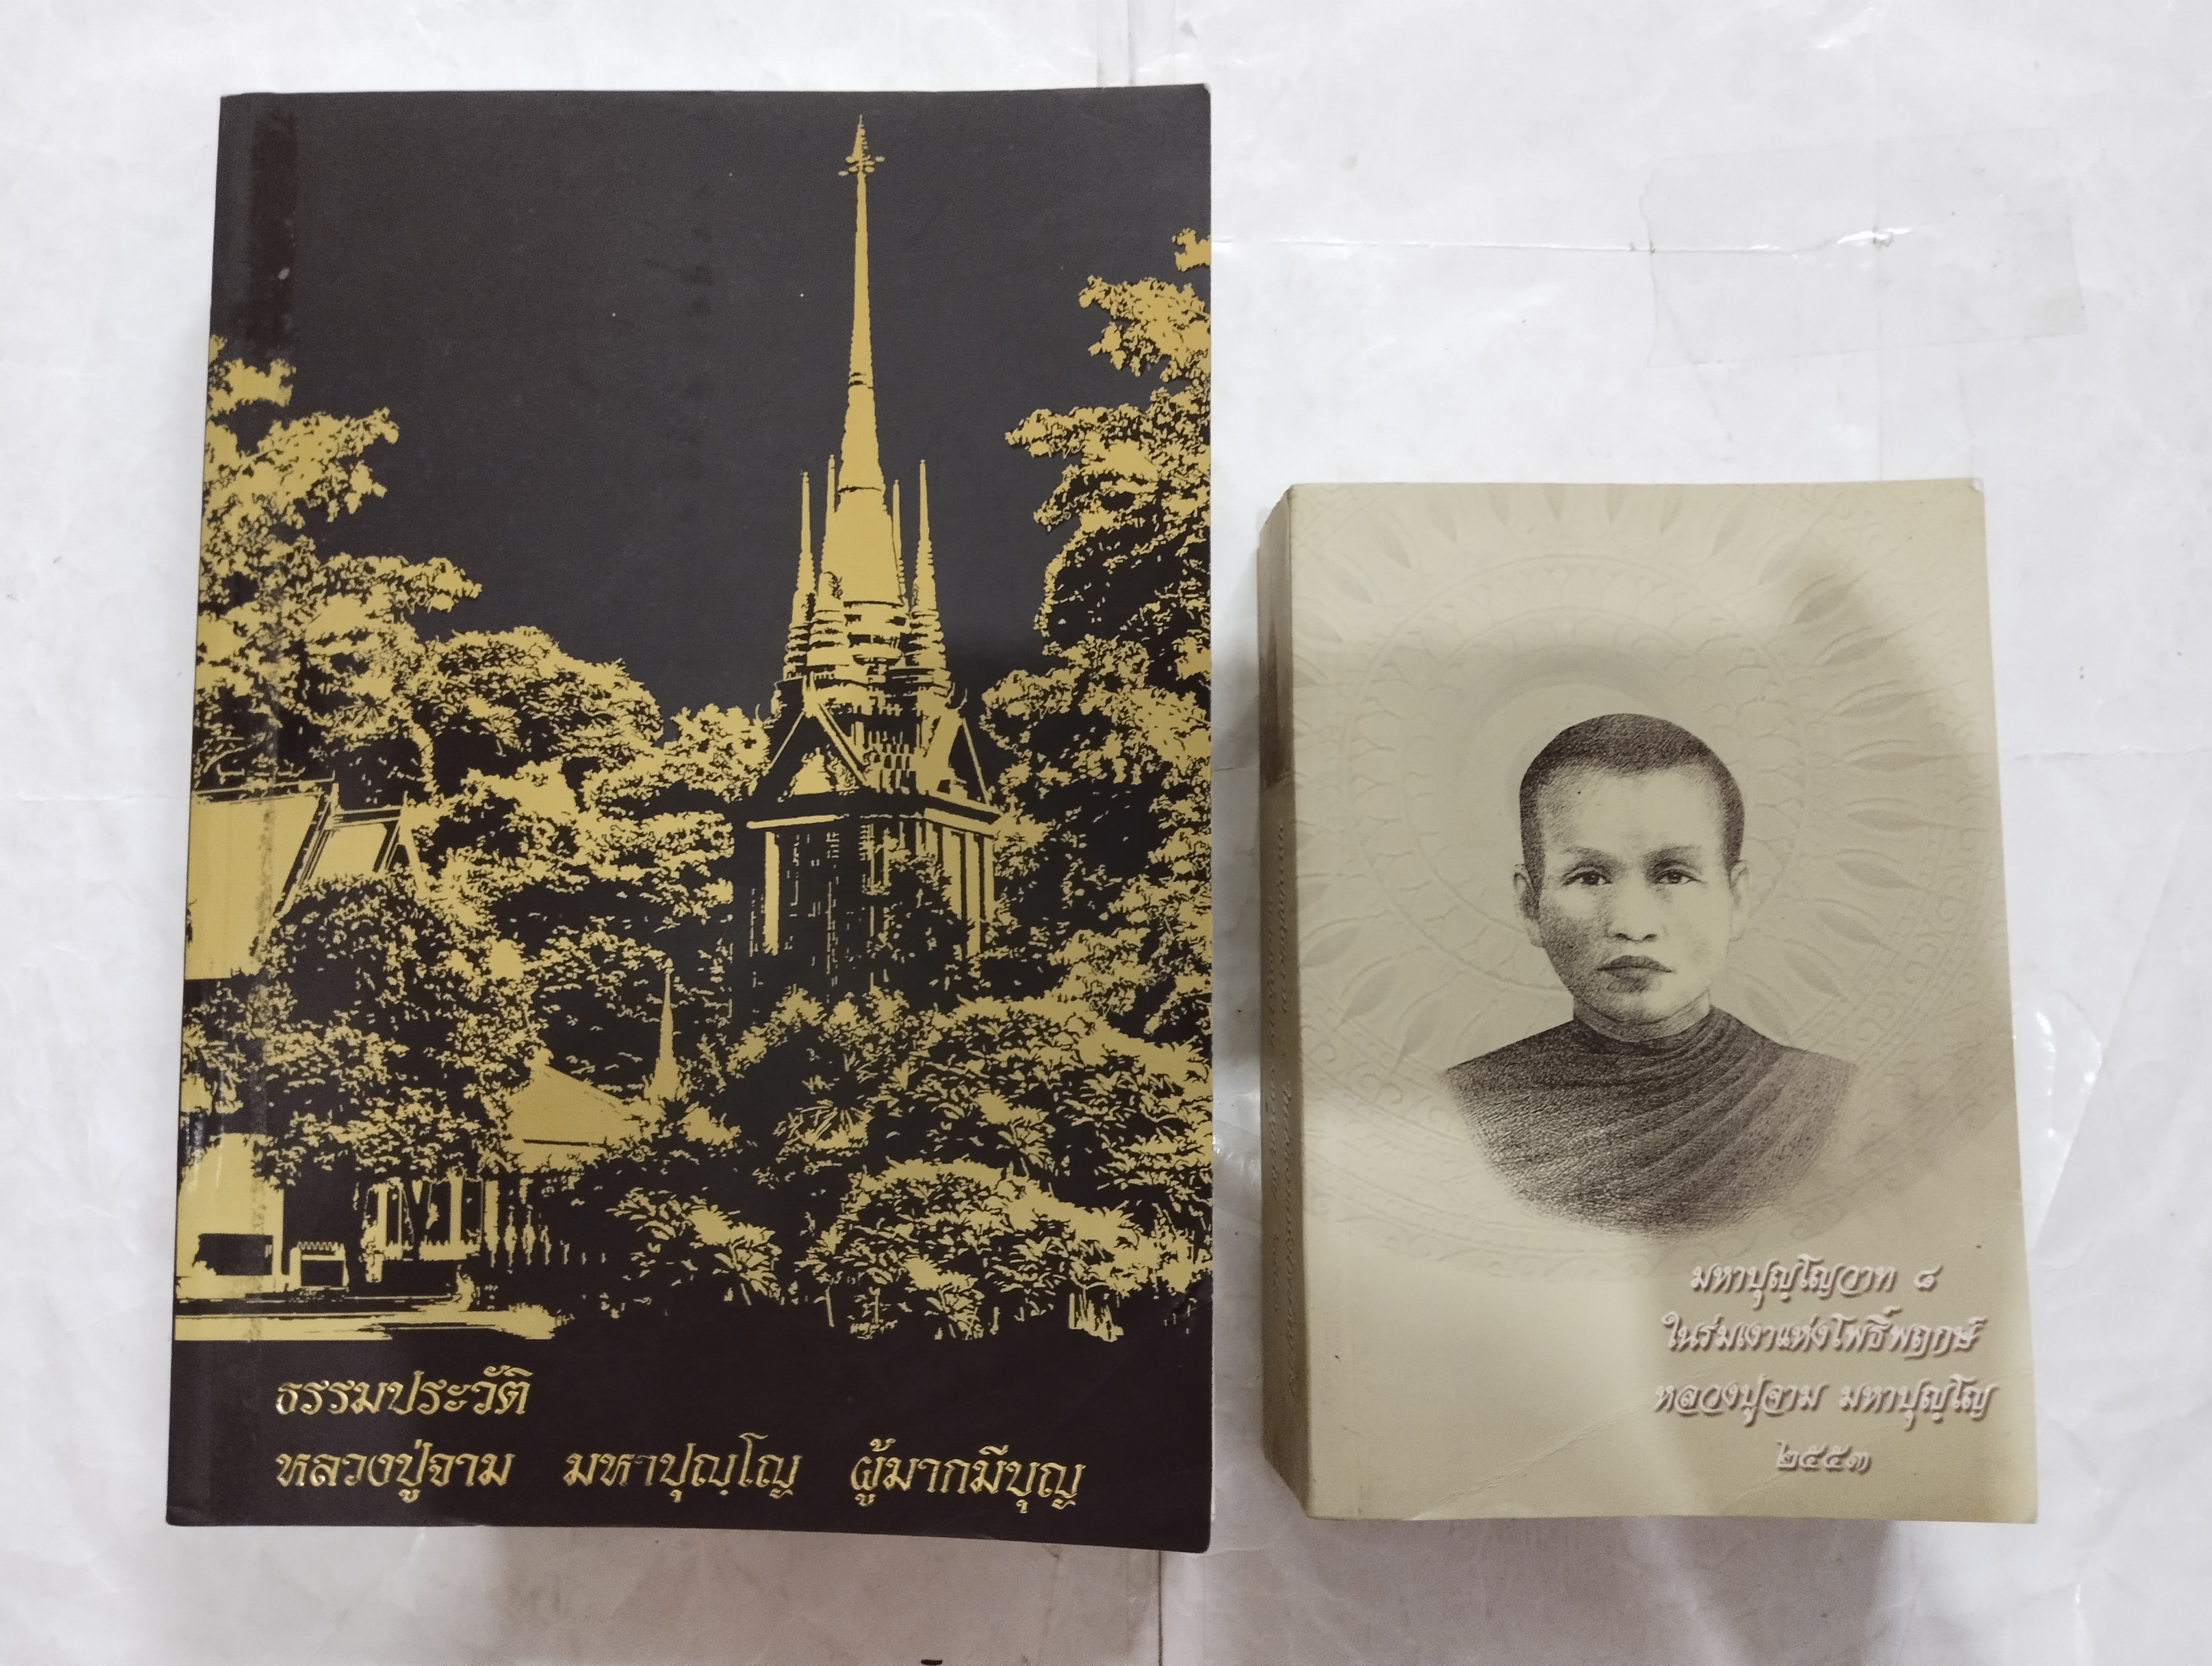 ธรรมประวัติ
หลวงปู่จาม มหาปุญฺโญ ผู้มากมีบุญ
มหาปุญฺโญวาท ๘
ในร่มเงาแห่งโพธิ์พฤกษ์
หลวงปู่จาม มหาปุญฺโญ
๒๕๕๓